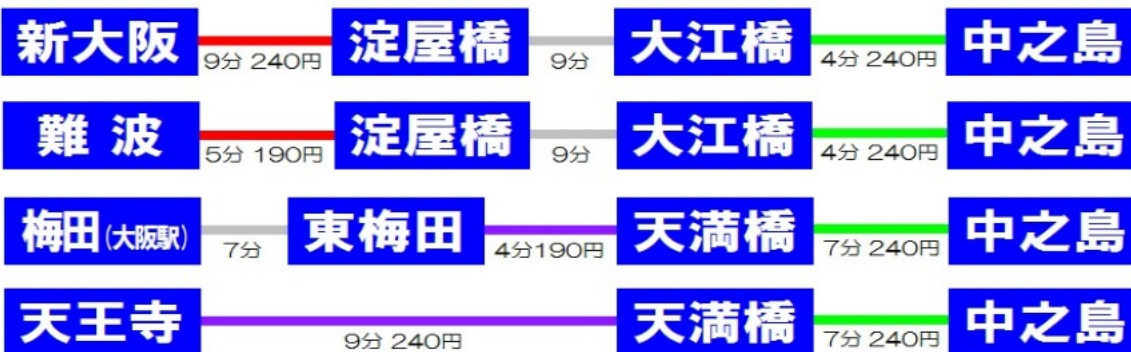 新大阪 9分 240円 淀屋橋 9分 大江橋 4分 240円 中之島
難波 5分 190円 淀屋橋 9分 大江橋 4分 240円 中之島
梅田(大阪駅) 7分 東梅田 4分190円 天満橋 7分 240円 中之島
天王寺 9分 240円 天満橋 7分 240円 中之島